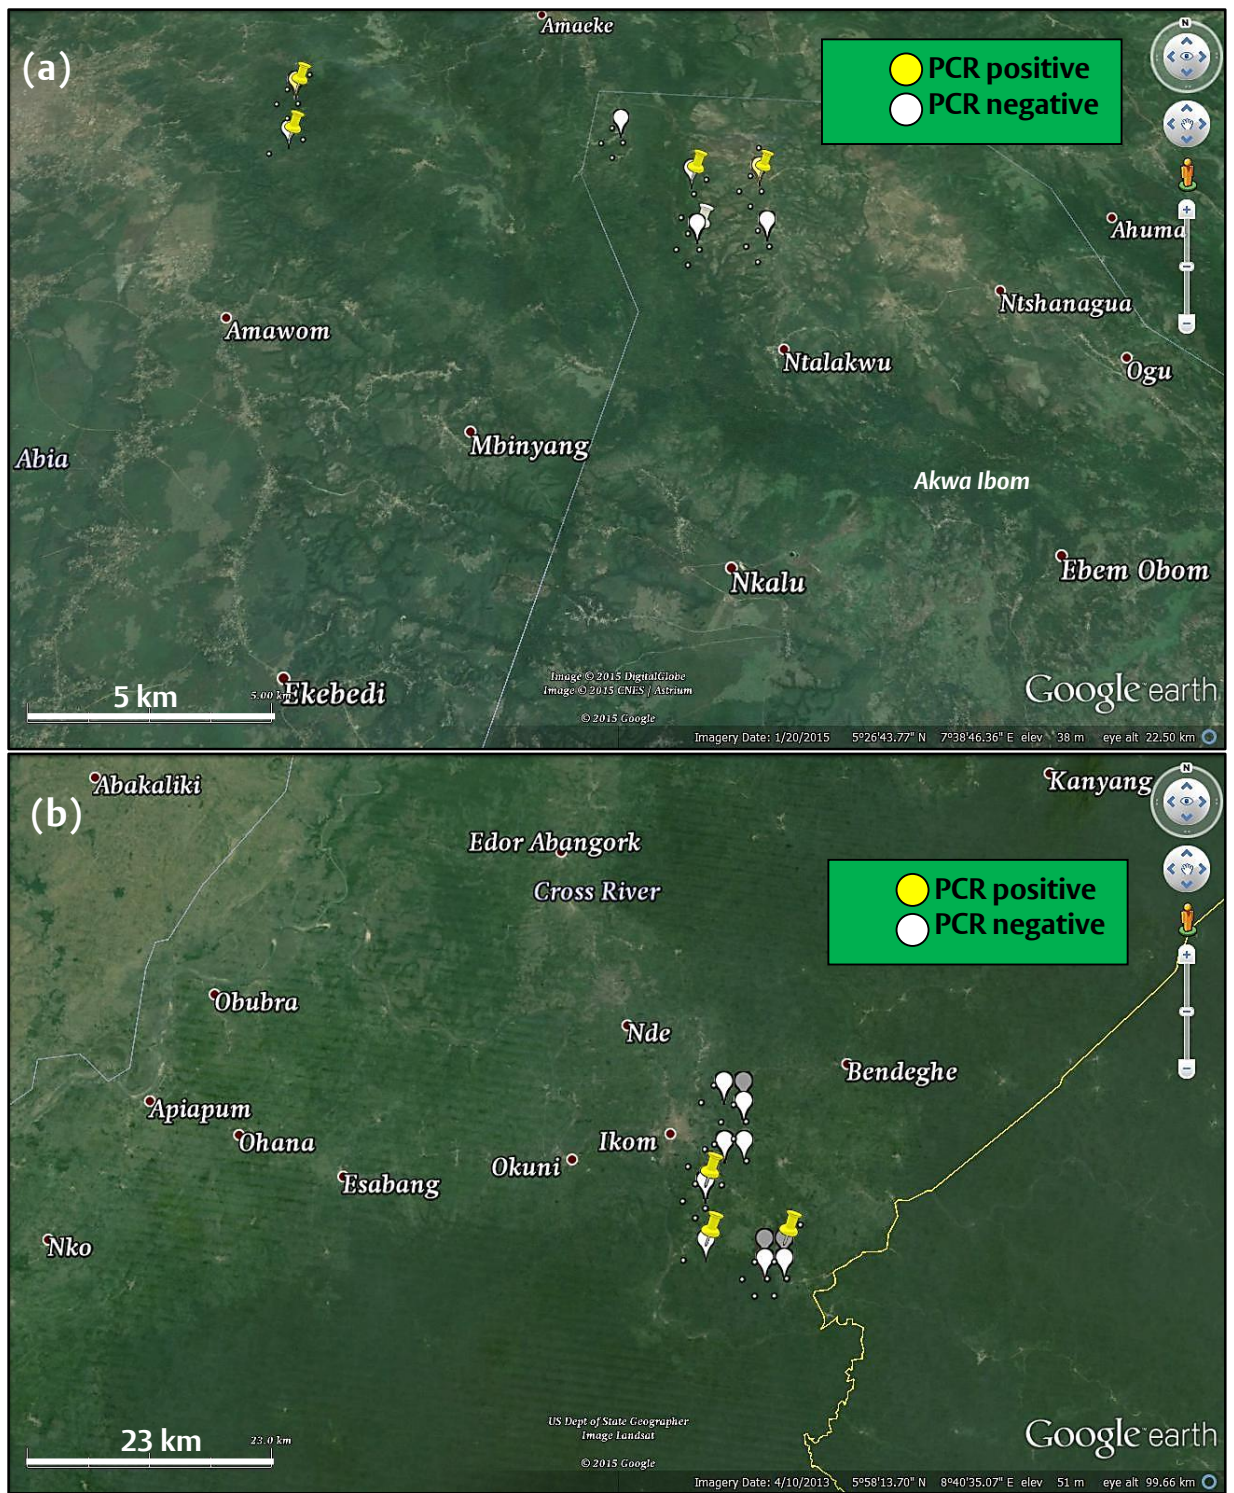 Amaeke
(a)
PCR positive
PCR negative
N
Ahuma
Ntshanagua
Amawom
Ntalakwu
Ogu
Mbinyang
Abia
Akwa Ibom
Nkalu
Ebem Obom
Image © 2015 DigitalGlobe
Image © 2015 CNES / Astrium
Ekebedi
5 km
5.00 km
Google earth
© 2015 Google
Imagery Date: 1/20/2015 5°26'43.77" N 7°38'46.36" E elev 38 m eye alt 22.50 km
N
Abakaliki
Kanyang
(b)
Edor Abangork
Cross River
PCR positive
PCR negative
Obubra
Nde
Bendeghe
Apiapum
Ohana
Ikom
Okuni
Esabang
Nko
US Dept of State Geographer
Image Landsat
23 km
23.0 km
Google earth
© 2015 Google
Imagery Date: 4/10/2013 5°58'13.70" N 8°40'35.07" E elev 51 m eye alt 99.66 km